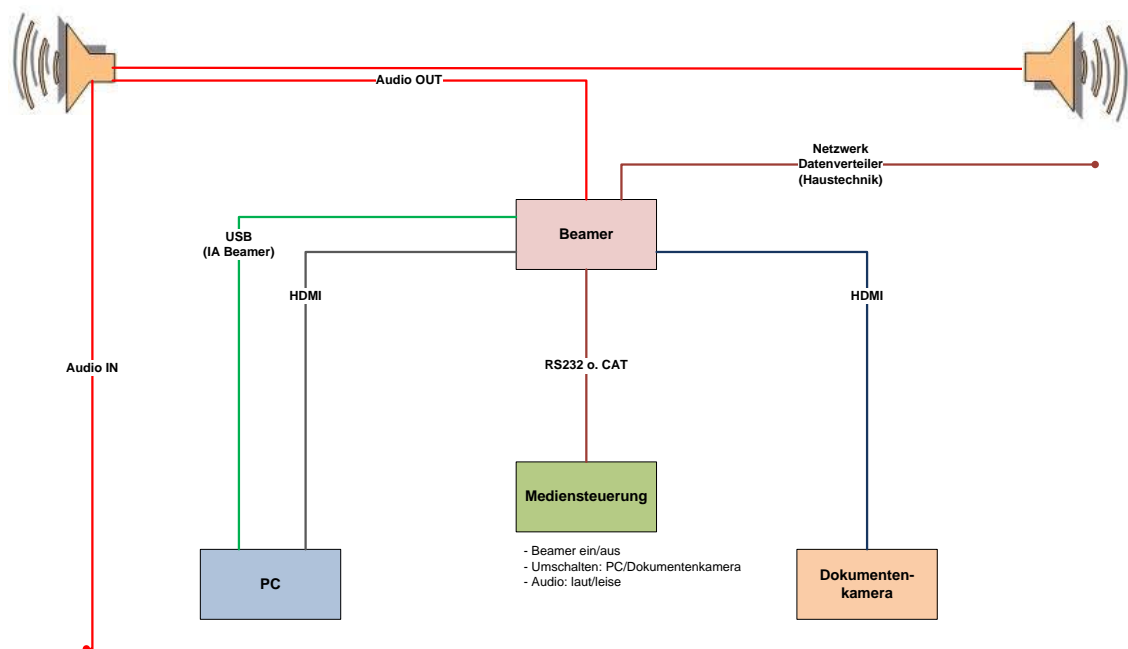 Audio OUT
Netzwerk
Datenverteiler
(Haustechnik)
Beamer
USB
(IA Beamer)
HDMI
HDMI
Audio IN
RS232 o. CAT
Mediensteuerung
- Beamer ein/aus
- Umschalten: PC/Dokumentenkamera
- Audio: laut/leise
PC
Dokumenten-
kamera